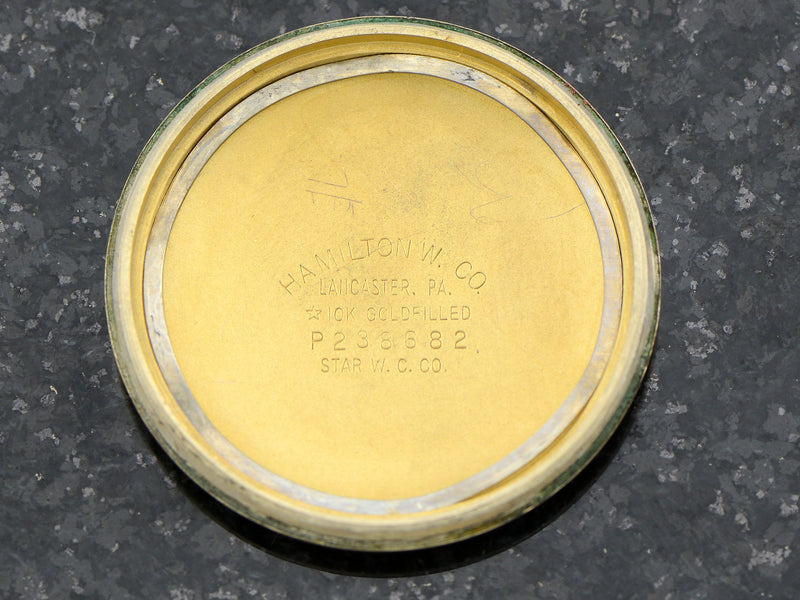 HAMILTON W. CO.
LANCASTER, PA.
☆ 10K GOLDFILLED
P238682
STAR W. C. CO.